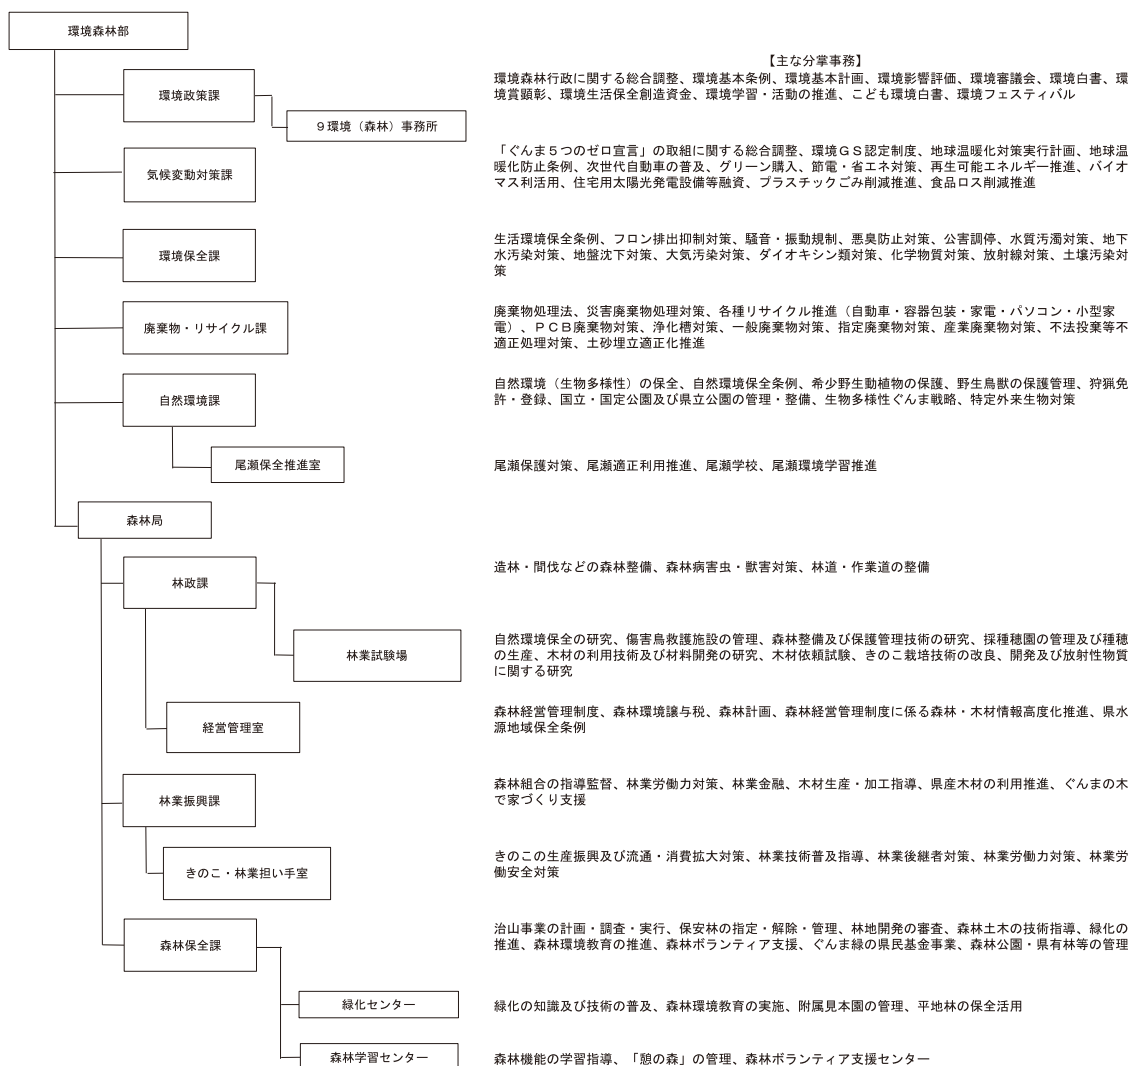 環境森林部
【主な分掌事務】
環境政策課
環境森林行政に関する総合調整、環境基本条例、環境基本計画、環境影響評価、環境審議会、環境白書、環
境賞顕彰、環境生活保全創造資金、環境学習・活動の推進、こども環境白書、環境フェスティバル
９環境（森林）事務所
気候変動対策課
「ぐんま５つのゼロ宣言」の取組に関する総合調整、環境ＧＳ認定制度、地球温暖化対策実行計画、地球温
暖化防止条例、次世代自動車の普及、グリーン購入、節電・省エネ対策、再生可能エネルギー推進、バイオ
マス利活用、住宅用太陽光発電設備等融資、プラスチックごみ削減推進、食品ロス削減推進
環境保全課
生活環境保全条例、フロン排出抑制対策、騒音・振動規制、悪臭防止対策、公害調停、水質汚濁対策、地下
水汚染対策、地盤沈下対策、大気汚染対策、ダイオキシン類対策、化学物質対策、放射線対策、土壌汚染対
策
廃棄物・リサイクル課
廃棄物処理法、災害廃棄物処理対策、各種リサイクル推進（自動車・容器包装・家電・パソコン・小型家
電）、ＰＣＢ廃棄物対策、浄化槽対策、一般廃棄物対策、指定廃棄物対策、産業廃棄物対策、不法投棄等不
適正処理対策、土砂埋立適正化推進
自然環境課
自然環境（生物多様性）の保全、自然環境保全条例、希少野生動植物の保護、野生鳥獣の保護管理、狩猟免
許・登録、国立・国定公園及び県立公園の管理・整備、生物多様性ぐんま戦略、特定外来生物対策
尾瀬保全推進室
尾瀬保護対策、尾瀬適正利用推進、尾瀬学校、尾瀬環境学習推進
森林局
林政課
造林・間伐などの森林整備、森林病害虫・獣害対策、林道・作業道の整備
林業試験場
自然環境保全の研究、傷害鳥救護施設の管理、森林整備及び保護管理技術の研究、採種穂園の管理及び種穂
の生産、木材の利用技術及び材料開発の研究、木材依頼試験、きのこ栽培技術の改良、開発及び放射性物質
に関する研究
経営管理室
森林経営管理制度、森林環境譲与税、森林計画、森林経営管理制度に係る森林・木材情報高度化推進、県水
源地域保全条例
林業振興課
森林組合の指導監督、林業労働力対策、林業金融、木材生産・加工指導、県産木材の利用推進、ぐんまの木
で家づくり支援
きのこ・林業担い手室
きのこの生産振興及び流通・消費拡大対策、林業技術普及指導、林業後継者対策、林業労働力対策、林業労
働安全対策
森林保全課
治山事業の計画・調査・実行、保安林の指定・解除・管理、林地開発の審査、森林土木の技術指導、緑化の
推進、森林環境教育の推進、森林ボランティア支援、ぐんま緑の県民基金事業、森林公園・県有林等の管理
緑化センター
緑化の知識及び技術の普及、森林環境教育の実施、附属見本園の管理、平地林の保全活用
森林学習センター
森林機能の学習指導、「憩の森」の管理、森林ボランティア支援センター